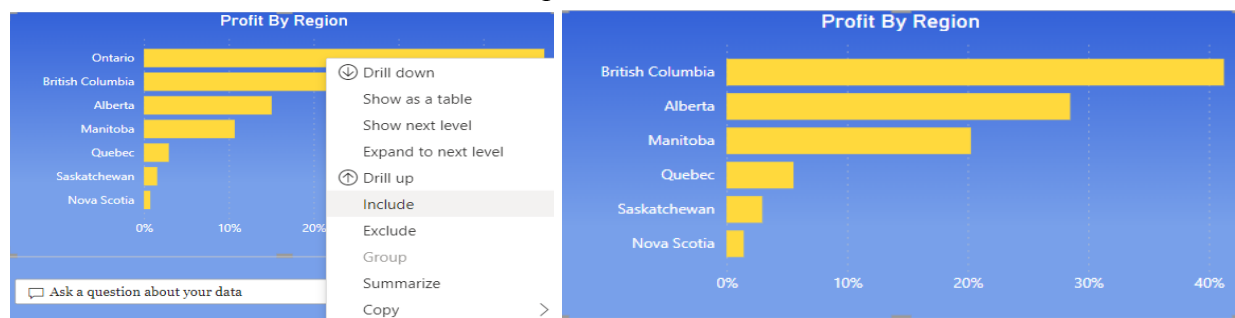 Profit By Region
Ontario
British Columbia
Alberta
Manitoba
Quebec
Saskatchewan
Nova Scotia
0% 10% 20%
Drill down
Show as a table
Show next level
Expand to next level
Drill up
Include
Exclude
Group
Summarize
Copy
Ask a question about your data
Profit By Region
British Columbia
Alberta
Manitoba
Quebec
Saskatchewan
Nova Scotia
0% 10% 20% 30% 40%